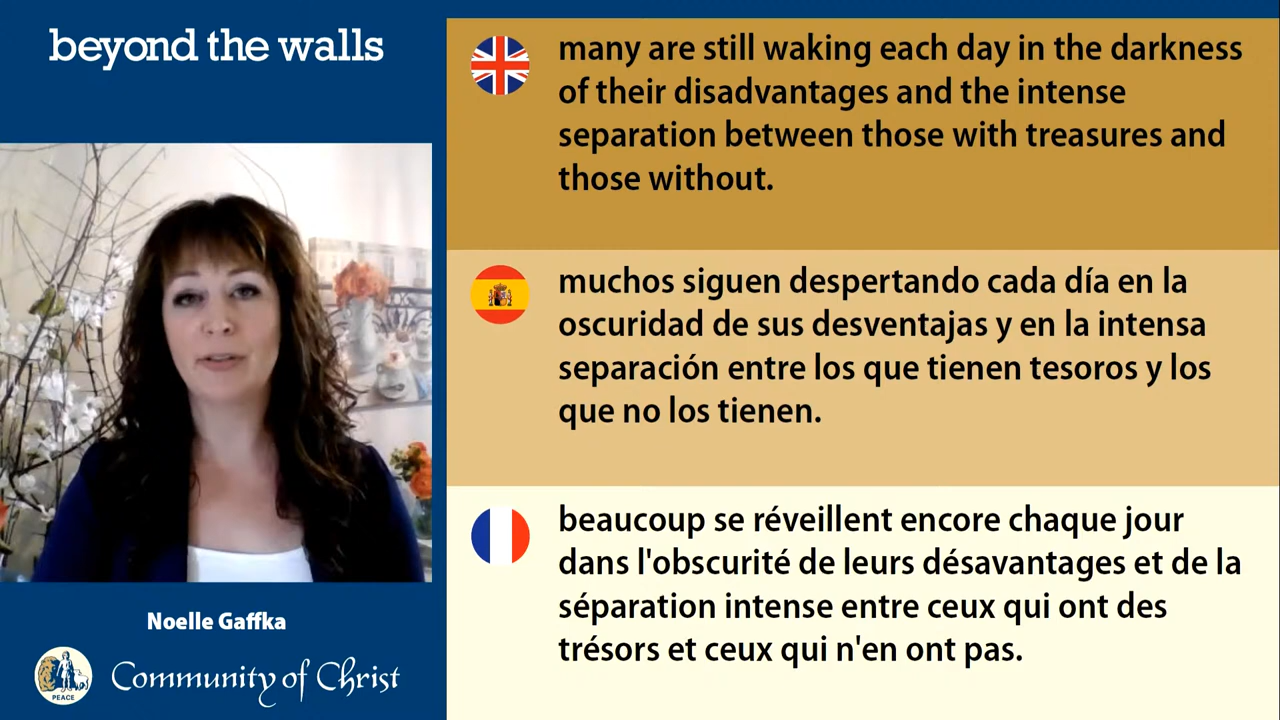 beyond the walls
many are still waking each day in the darkness
of their disadvantages and the intense
separation between those with treasures and
those without.
muchos siguen despertando cada día en la
oscuridad de sus desventajas y en la intensa
separación entre los que tienen tesoros y los
que no los tienen.
beaucoup se réveillent encore chaque jour
dans l'obscurité de leurs désavantages et de la
séparation intense entre ceux qui ont des
trésors et ceux qui n'en ont pas.
Noelle Gaffka
PEACE
Community of Christ